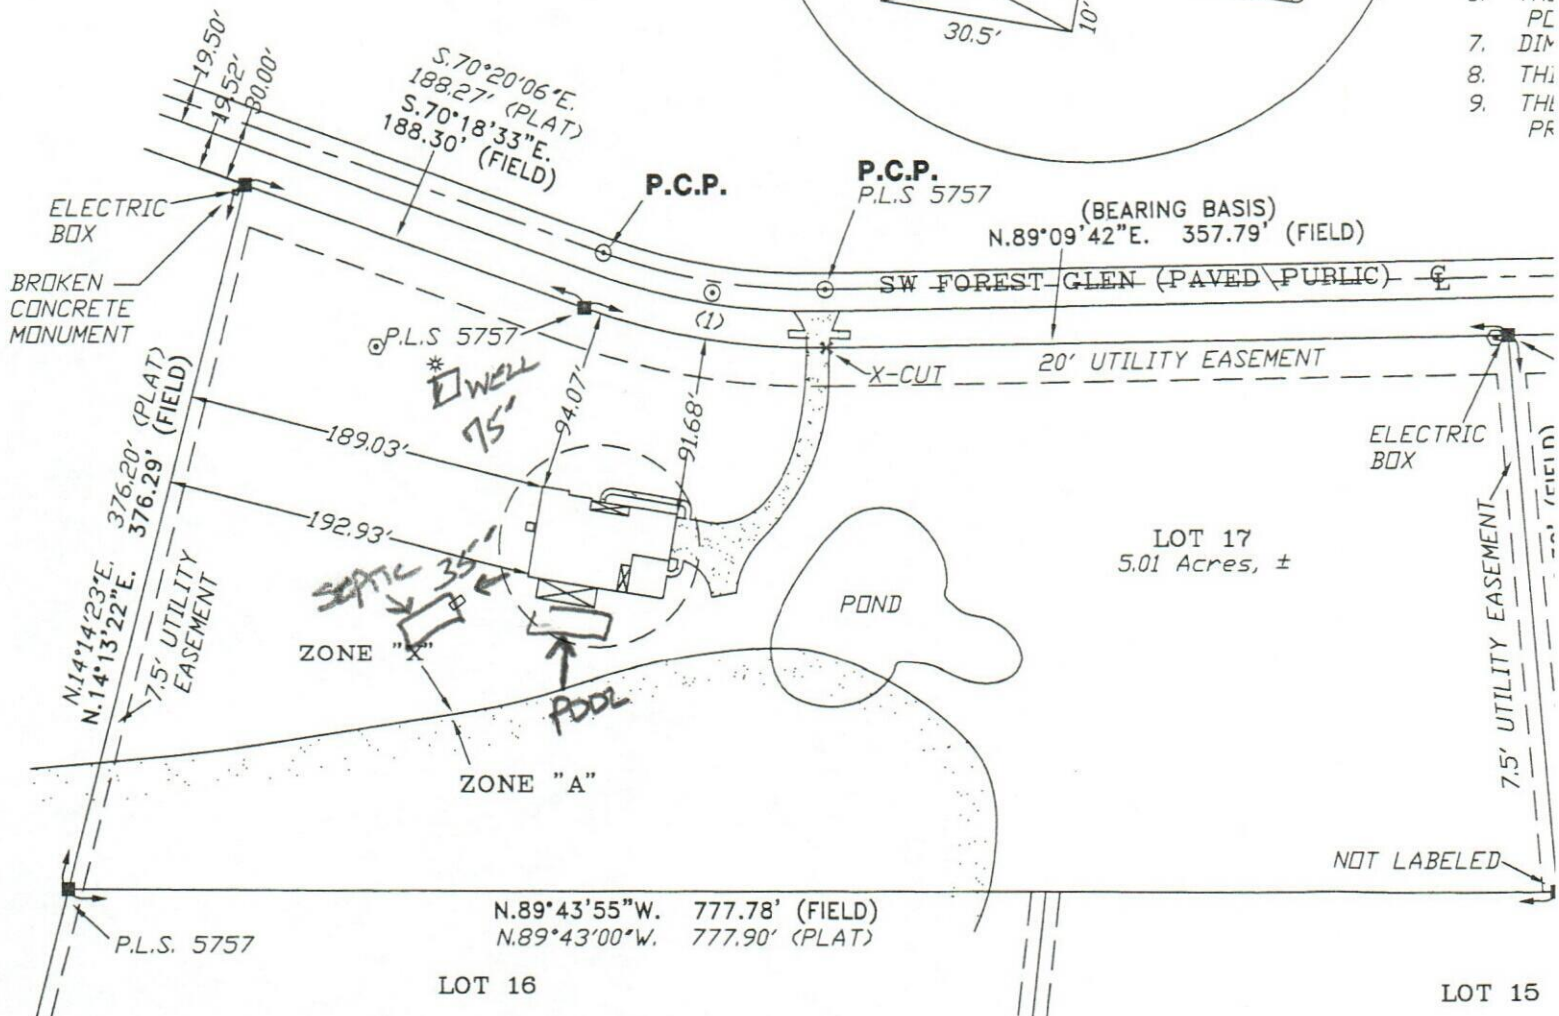 30.5'
10'
7. DIM
8. THI
9. THE
PR
19.50'
19.52'
30.00'
S.70°20'06"E.
188.27' (PLAT)
S.70°18'33"E.
188.30' (FIELD)
P.C.P.
P.C.P.
P.L.S 5757
(BEARING BASIS)
N.89°09'42"E. 357.79' (FIELD)
ELECTRIC
BOX
BROKEN
CONCRETE
MONUMENT
SW FOREST GLEN (PAVED\PUBLIC) ℄
(1)
P.L.S 5757
X-CUT
20' UTILITY EASEMENT
WELL
75'
94.07'
91.68'
189.03'
192.93'
ELECTRIC
BOX
N.14°14'23"E. 376.20' (PLAT)
N.14°13'22"E. 376.29' (FIELD)
7.5' UTILITY
EASEMENT
SEPTIC 35'
LOT 17
5.01 Acres, ±
POND
7.5' UTILITY EASEMENT
(FIELD)
ZONE "X"
POOL
ZONE "A"
NOT LABELED
N.89°43'55"W. 777.78' (FIELD)
N.89°43'00"W. 777.90' (PLAT)
P.L.S. 5757
LOT 16
LOT 15